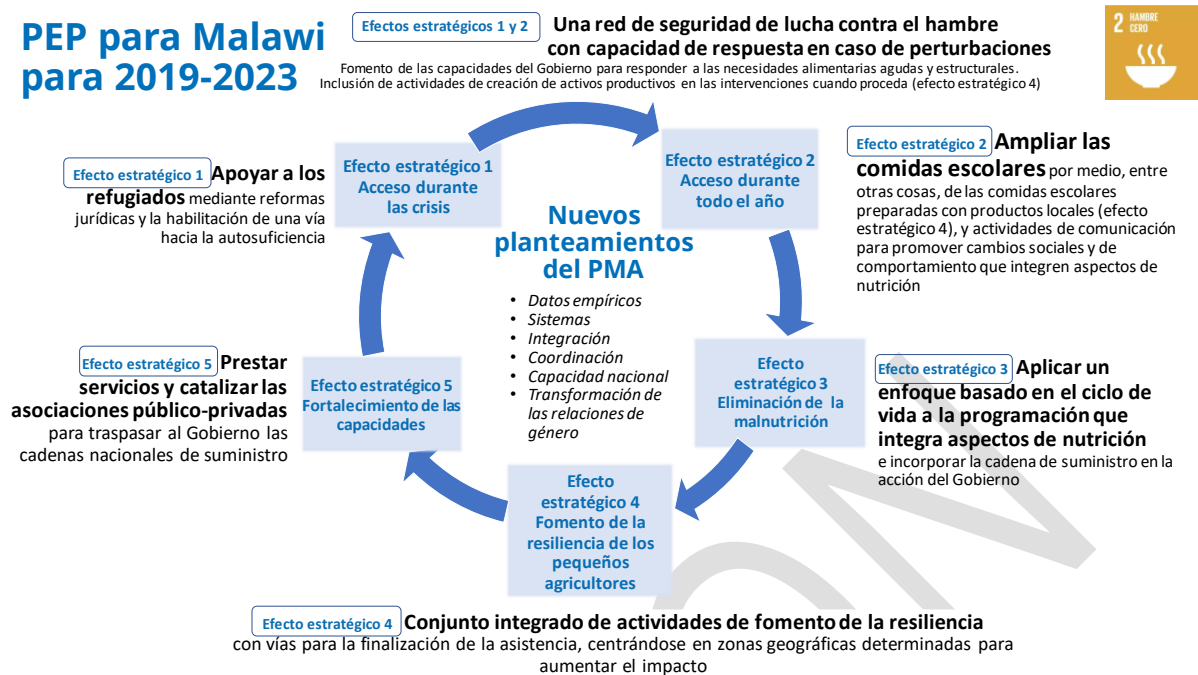 PEP para Malawi
para 2019-2023
Efectos estratégicos 1 y 2 Una red de seguridad de lucha contra el hambre
con capacidad de respuesta en caso de perturbaciones
Fomento de las capacidades del Gobierno para responder a las necesidades alimentarias agudas y estructurales.
Inclusión de actividades de creación de activos productivos en las intervenciones cuando proceda (efecto estratégico 4)
2 HAMBRE
CERO
Efecto estratégico 1 Apoyar a los
refugiados mediante reformas
jurídicas y la habilitación de una vía
hacia la autosuficiencia
Efecto estratégico 1
Acceso durante
las crisis
Efecto estratégico 2
Acceso durante
todo el año
Efecto estratégico 2 Ampliar las
comidas escolares por medio, entre
otras cosas, de las comidas escolares
preparadas con productos locales (efecto
estratégico 4), y actividades de comunicación
para promover cambios sociales y de
comportamiento que integren aspectos de
nutrición
Nuevos
planteamientos
del PMA
• Datos empíricos
• Sistemas
• Integración
• Coordinación
• Capacidad nacional
• Transformación de
las relaciones de
género
Efecto estratégico 5 Prestar
servicios y catalizar las
asociaciones público-privadas
para traspasar al Gobierno las
cadenas nacionales de suministro
Efecto estratégico 5
Fortalecimiento de las
capacidades
Efecto
estratégico 3
Eliminación de la
malnutrición
Efecto estratégico 3 Aplicar un
enfoque basado en el ciclo de
vida a la programación que
integra aspectos de nutrición
e incorporar la cadena de suministro en la
acción del Gobierno
Efecto
estratégico 4
Fomento de la
resiliencia de los
pequeños
agricultores
Efecto estratégico 4 Conjunto integrado de actividades de fomento de la resiliencia
con vías para la finalización de la asistencia, centrándose en zonas geográficas determinadas para
aumentar el impacto